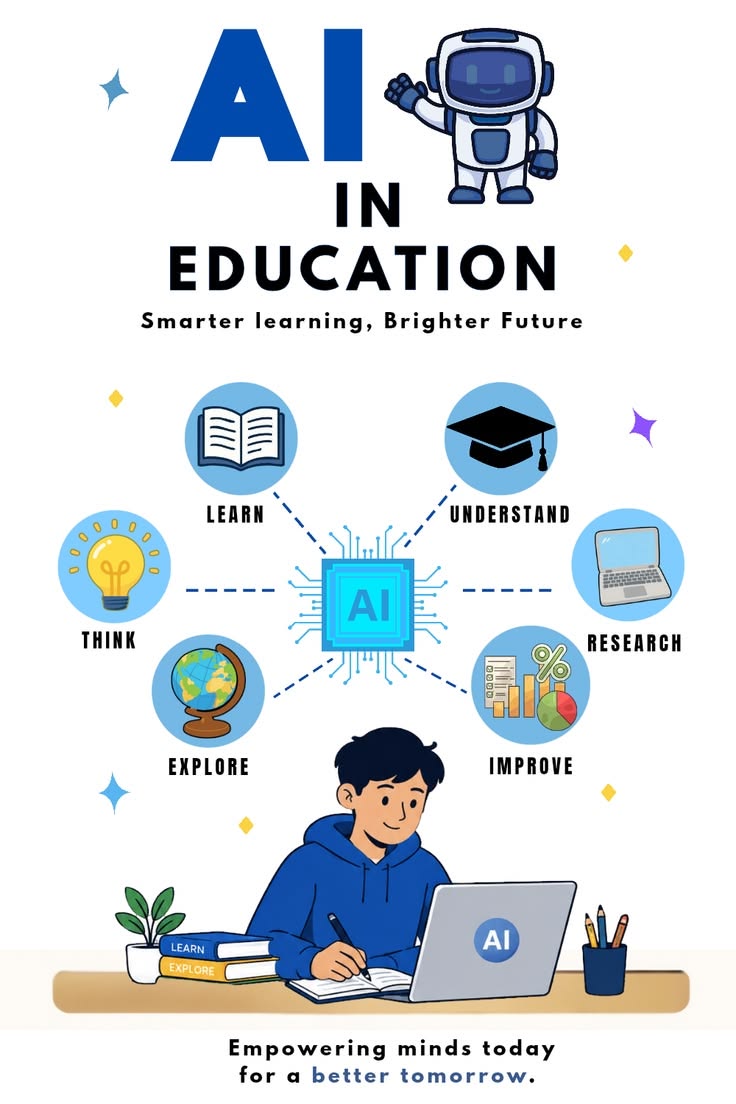 AI
IN
EDUCATION
Smarter learning, Brighter Future
LEARN
UNDERSTAND
THINK
AI
RESEARCH
EXPLORE
IMPROVE
LEARN
EXPLORE
AI
Empowering minds today
for a better tomorrow.